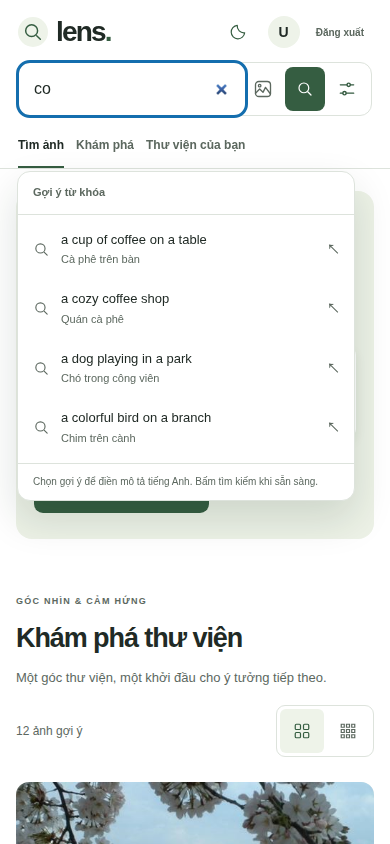 lens.
U
Đăng xuất
co
Tìm ảnh
Khám phá
Thư viện của bạn
Gợi ý từ khóa
a cup of coffee on a table
Cà phê trên bàn
a cozy coffee shop
Quán cà phê
a dog playing in a park
Chó trong công viên
a colorful bird on a branch
Chim trên cành
Chọn gợi ý để điền mô tả tiếng Anh. Bấm tìm kiếm khi sẵn sàng.
GÓC NHÌN & CẢM HỨNG
Khám phá thư viện
Một góc thư viện, một khởi đầu cho ý tưởng tiếp theo.
12 ảnh gợi ý